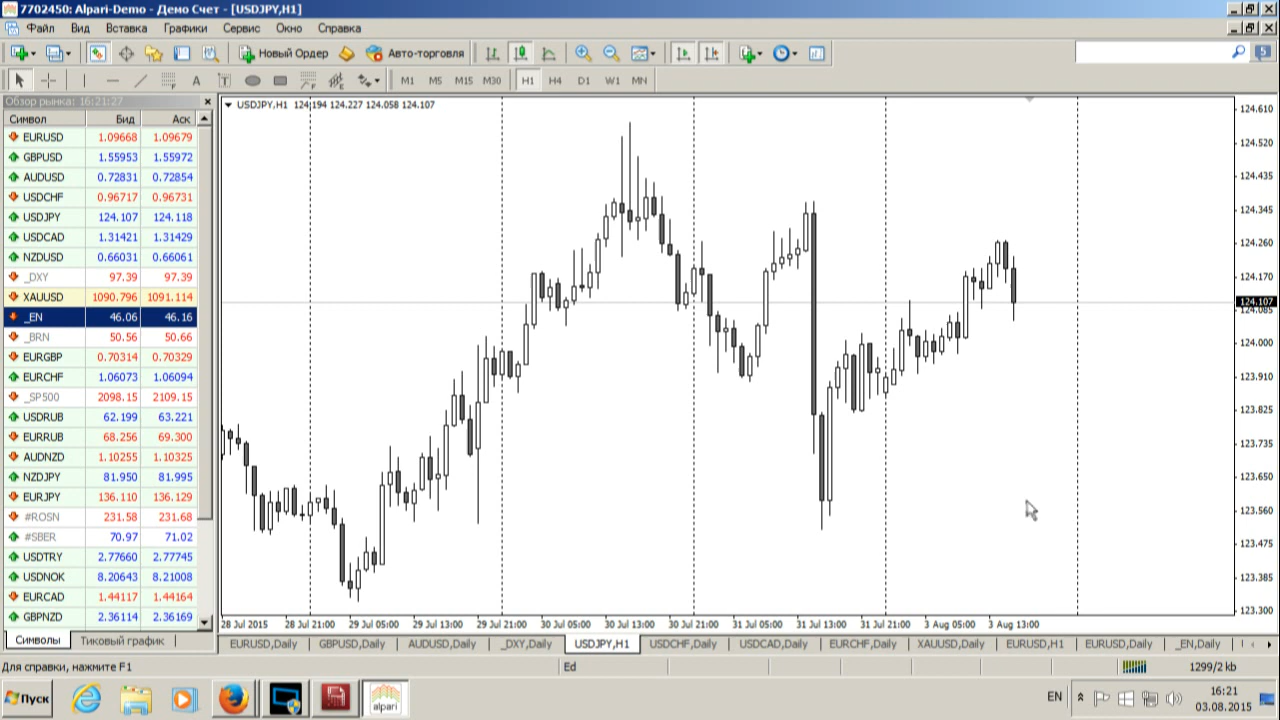 7702450: Alpari-Demo - Демо Счет - [USDJPY,H1]
Файл Вид Вставка Графики Сервис Окно Справка
Новый Ордер Авто-торговля
5
A T M1 M5 M15 M30 H1 H4 D1 W1 MN
Обзор рынка: 16:21:27
Символ Бид Аск
EURUSD 1.09668 1.09679
GBPUSD 1.55953 1.55972
AUDUSD 0.72831 0.72854
USDCHF 0.96717 0.96731
USDJPY 124.107 124.118
USDCAD 1.31421 1.31429
NZDUSD 0.66031 0.66061
_DXY 97.39 97.39
XAUUSD 1090.796 1091.114
_EN 46.06 46.16
_BRN 50.56 50.66
EURGBP 0.70314 0.70329
EURCHF 1.06073 1.06094
_SP500 2098.15 2109.15
USDRUB 62.199 63.221
EURRUB 68.256 69.300
AUDNZD 1.10255 1.10325
NZDJPY 81.950 81.995
EURJPY 136.110 136.129
#ROSN 231.58 231.68
#SBER 70.97 71.02
USDTRY 2.77660 2.77745
USDNOK 8.20643 8.21008
EURCAD 1.44117 1.44164
GBPNZD 2.36114 2.36169
Символы Тиковый график
USDJPY,H1 124.194 124.227 124.058 124.107
124.610
124.520
124.435
124.345
124.260
124.170
124.107
124.085
124.000
123.910
123.825
123.735
123.650
123.560
123.475
123.385
123.300
28 Jul 2015 28 Jul 21:00 29 Jul 05:00 29 Jul 13:00 29 Jul 21:00 30 Jul 05:00 30 Jul 13:00 30 Jul 21:00 31 Jul 05:00 31 Jul 13:00 31 Jul 21:00 3 Aug 05:00 3 Aug 13:00
EURUSD,Daily GBPUSD,Daily AUDUSD,Daily _DXY,Daily USDJPY,H1 USDCHF,Daily USDCAD,Daily EURCHF,Daily XAUUSD,Daily EURUSD,H1 EURUSD,Daily _EN,Daily
Для справки, нажмите F1 Ed 1299/2 kb
Пуск alpari EN 16:21
03.08.2015